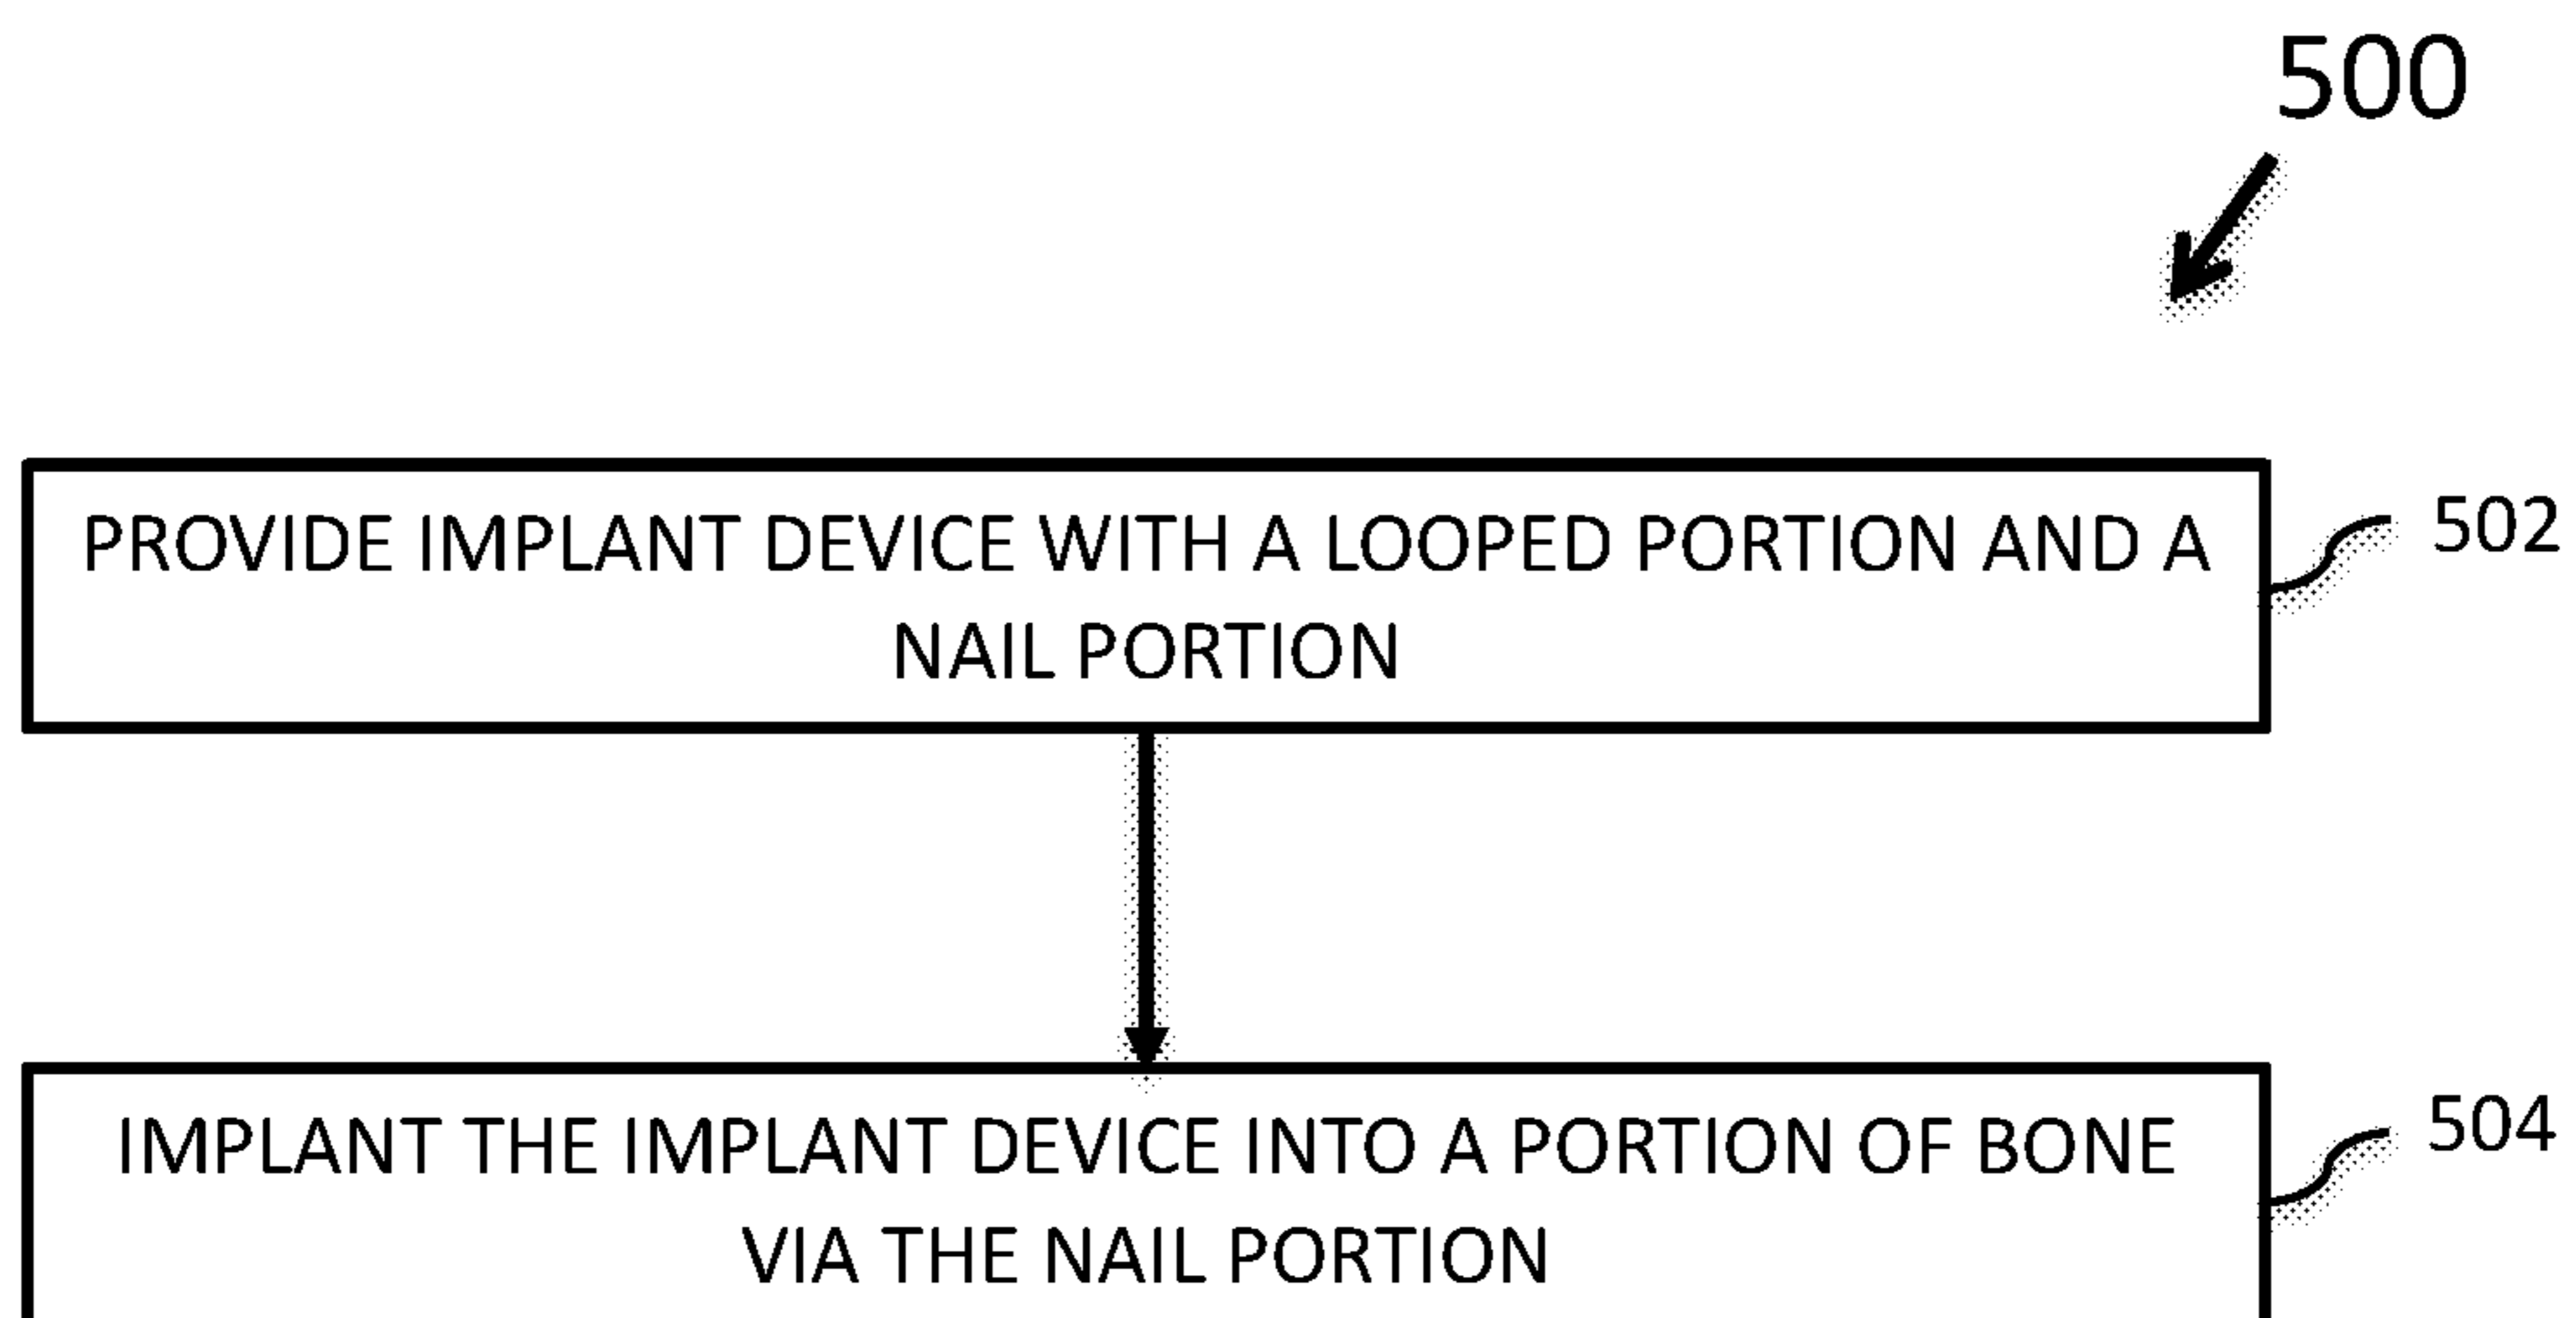 500
PROVIDE IMPLANT DEVICE WITH A LOOPED PORTION AND A
NAIL PORTION
502
IMPLANT THE IMPLANT DEVICE INTO A PORTION OF BONE
VIA THE NAIL PORTION
504